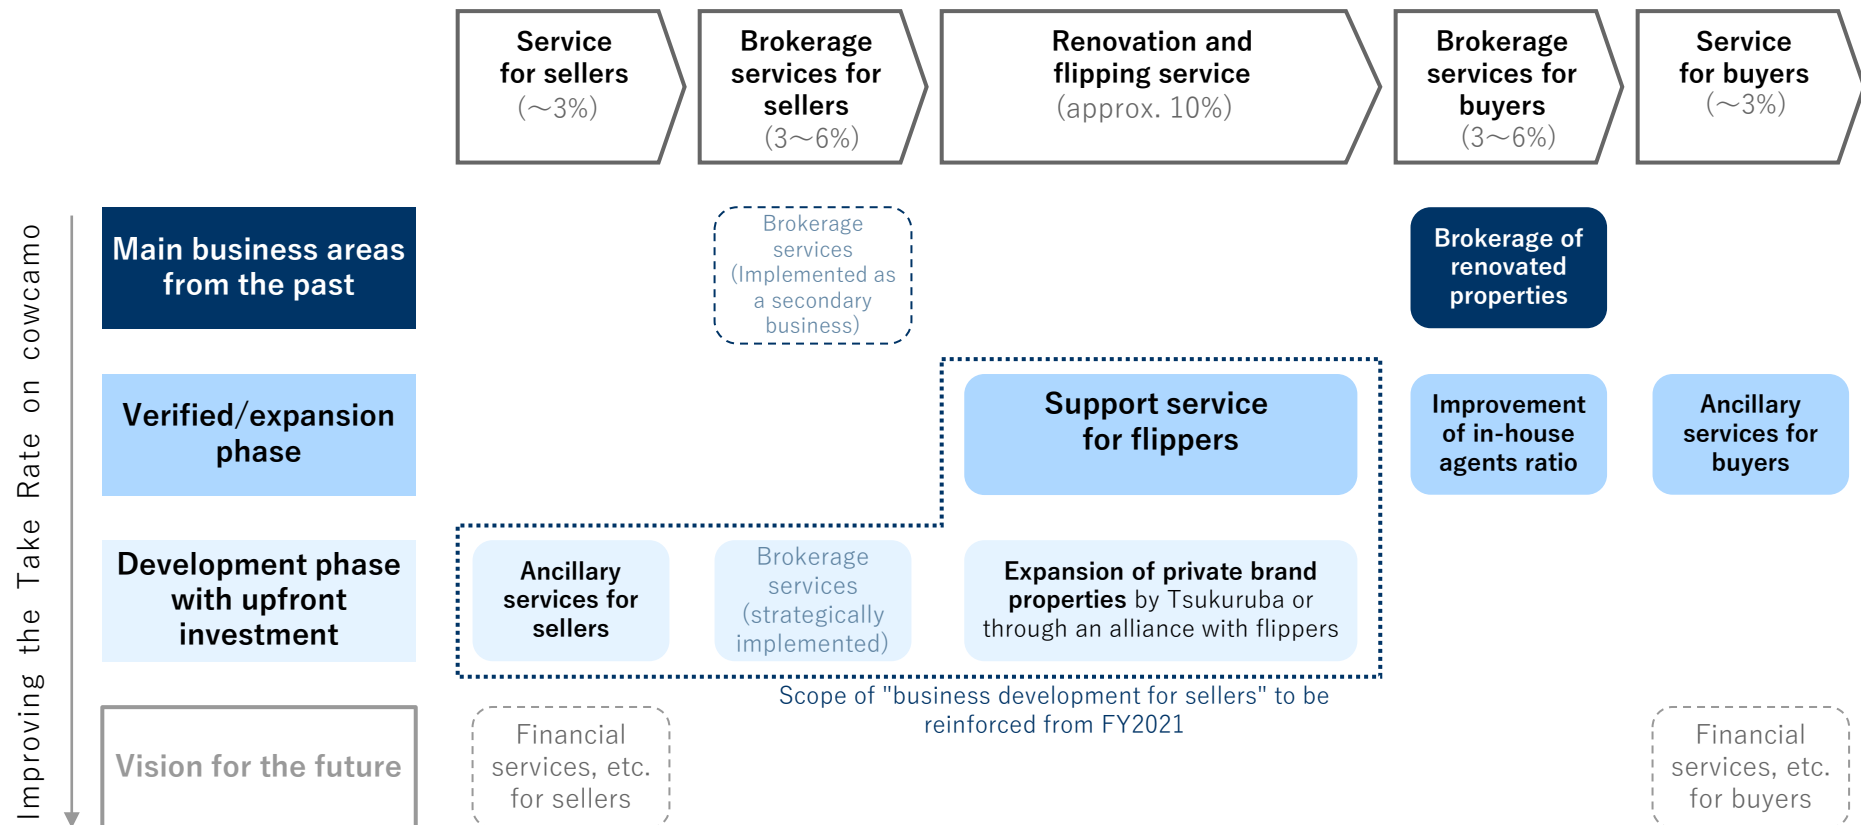 Service
for sellers
(～3%)
Brokerage
services for
sellers
(3～6%)
Renovation and
flipping service
(approx. 10%)
Brokerage
services for
buyers
(3～6%)
Service
for buyers
(～3%)
Improving the Take Rate on cowcamo
Main business areas
from the past
Brokerage
services
(Implemented as
a secondary
business)
Brokerage of
renovated
properties
Verified/expansion
phase
Support service
for flippers
Improvement
of in-house
agents ratio
Ancillary
services for
buyers
Development phase
with upfront
investment
Ancillary
services for
sellers
Brokerage
services
(strategically
implemented)
Expansion of private brand
properties by Tsukuruba or
through an alliance with flippers
Scope of "business development for sellers" to be
reinforced from FY2021
Vision for the future
Financial
services, etc.
for sellers
Financial
services, etc.
for buyers